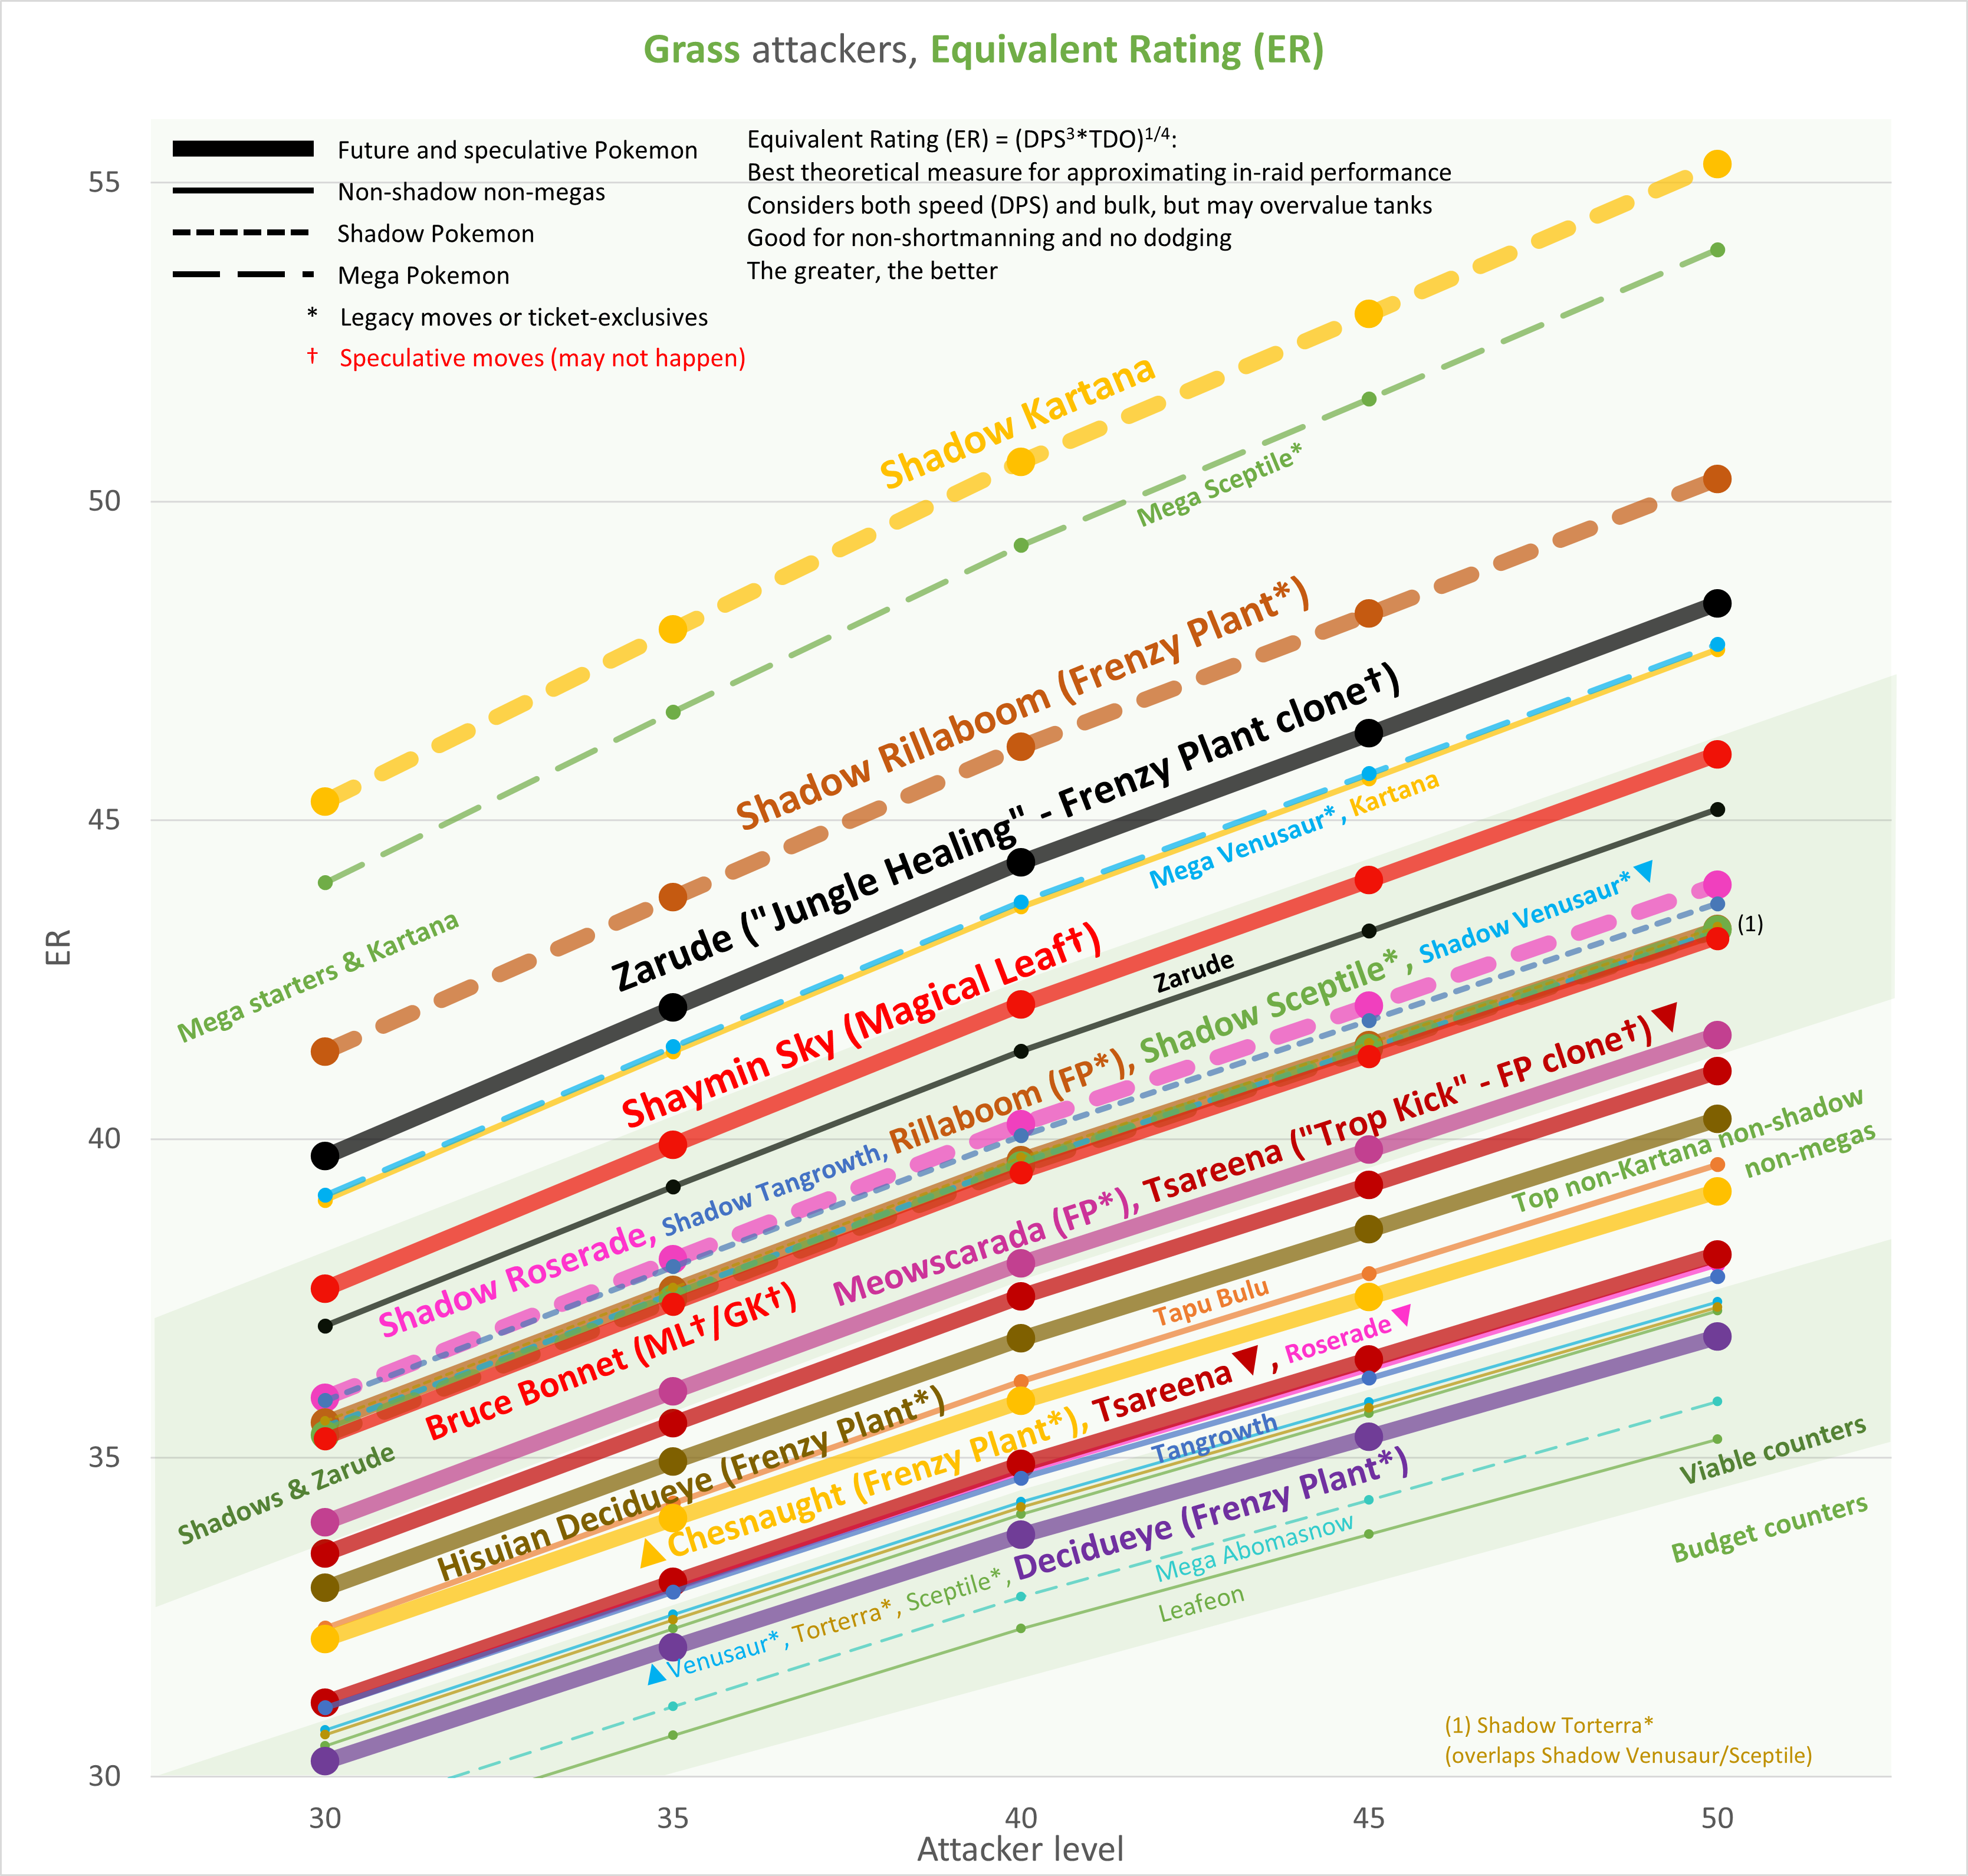 Grass attackers, Equivalent Rating (ER)
Future and speculative Pokemon
Non-shadow non-megas
Shadow Pokemon
Mega Pokemon
* Legacy moves or ticket-exclusives
† Speculative moves (may not happen)
Equivalent Rating (ER) = (DPS³*TDO)¹/⁴:
Best theoretical measure for approximating in-raid performance
Considers both speed (DPS) and bulk, but may overvalue tanks
Good for non-shortmanning and no dodging
The greater, the better
55
50
45
40
35
30
ER
Shadow Kartana
Mega Sceptile*
Shadow Rillaboom (Frenzy Plant*)
Zarude ("Jungle Healing" - Frenzy Plant clone†)
Mega Venusaur*, Kartana
Mega starters & Kartana
Shaymin Sky (Magical Leaf†)
Zarude
Shadow Roserade, Shadow Tangrowth, Rillaboom (FP*), Shadow Sceptile*, Shadow Venusaur*▼
(1)
Bruce Bonnet (ML†/GK†)
Meowscarada (FP*), Tsareena ("Trop Kick" - FP clone†)▼
Shadows & Zarude
Top non-Kartana non-shadow
non-megas
Hisuian Decidueye (Frenzy Plant*)
Tapu Bulu
▲Chesnaught (Frenzy Plant*), Tsareena▼, Roserade▼
Tangrowth
▲Venusaur*, Torterra*, Sceptile*, Decidueye (Frenzy Plant*)
Mega Abomasnow
Leafeon
Viable counters
Budget counters
(1) Shadow Torterra*
(overlaps Shadow Venusaur/Sceptile)
30 35 40 45 50
Attacker level